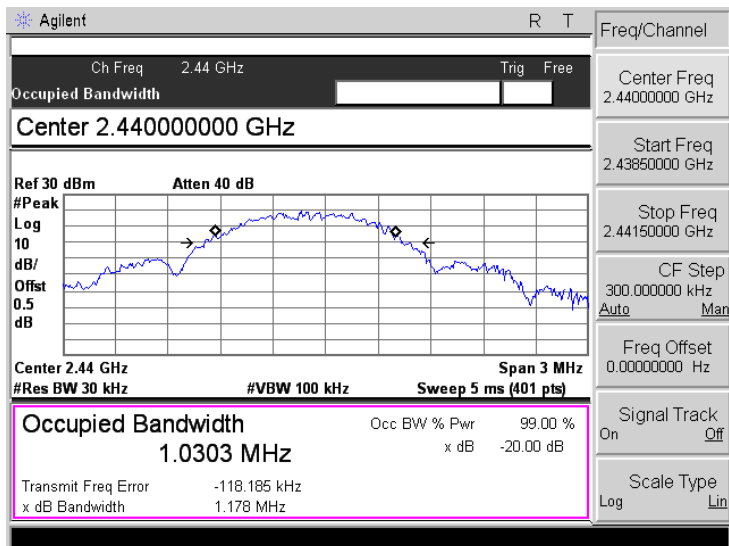 Agilent R T
Ch Freq 2.44 GHz Trig Free
Occupied Bandwidth
Center 2.440000000 GHz
Ref 30 dBm Atten 40 dB
#Peak
Log
10
dB/
Offst
0.5
dB
Center 2.44 GHz Span 3 MHz
#Res BW 30 kHz #VBW 100 kHz Sweep 5 ms (401 pts)
Occupied Bandwidth Occ BW % Pwr 99.00 %
1.0303 MHz x dB -20.00 dB
Transmit Freq Error -118.185 kHz
x dB Bandwidth 1.178 MHz
Freq/Channel
Center Freq
2.44000000 GHz
Start Freq
2.43850000 GHz
Stop Freq
2.44150000 GHz
CF Step
300.000000 kHz
Auto Man
Freq Offset
0.00000000 Hz
Signal Track
On Off
Scale Type
Log Lin